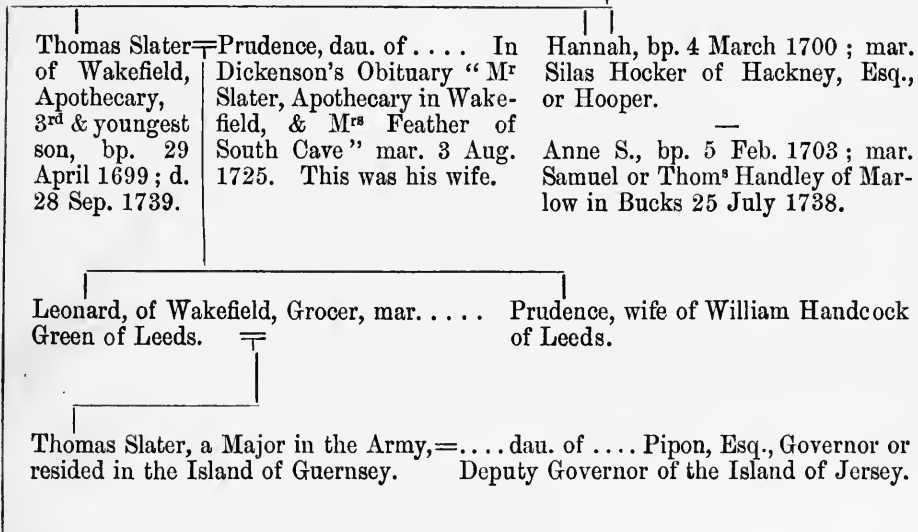 Thomas Slater=Prudence, dau. of . . . . In
of Wakefield,
Apothecary,
3rd & youngest
son, bp. 29
April 1699 ; d.
28 Sep. 1739.
Dickenson's Obituary “ Mr
Slater, Apothecary in Wake-
field, & Mrs Feather of
South Cave ” mar. 3 Aug.
1725. This was his wife.
Hannah, bp. 4 March 1700 ; mar.
Silas Hocker of Hackney, Esq.,
or Hooper.
—
Anne S., bp. 5 Feb. 1703 ; mar.
Samuel or Thoms Handley of Mar-
low in Bucks 25 July 1738.
Leonard, of Wakefield, Grocer, mar. . . . .
Green of Leeds. =
Prudence, wife of William Handcock
of Leeds.
Thomas Slater, a Major in the Army,=. . . . dau. of . . . . Pipon, Esq., Governor or
resided in the Island of Guernsey. Deputy Governor of the Island of Jersey.